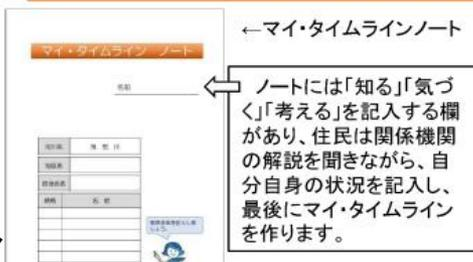 ←マイ・タイムラインノート
マイ・タイムライン ノート
名前
ノートには「知る」「気づ
く」「考える」を記入する欄
があり、住民は関係機関
の解説を聞きながら、自
分自身の状況を記入し、
最後にマイ・タイムライン
を作ります。